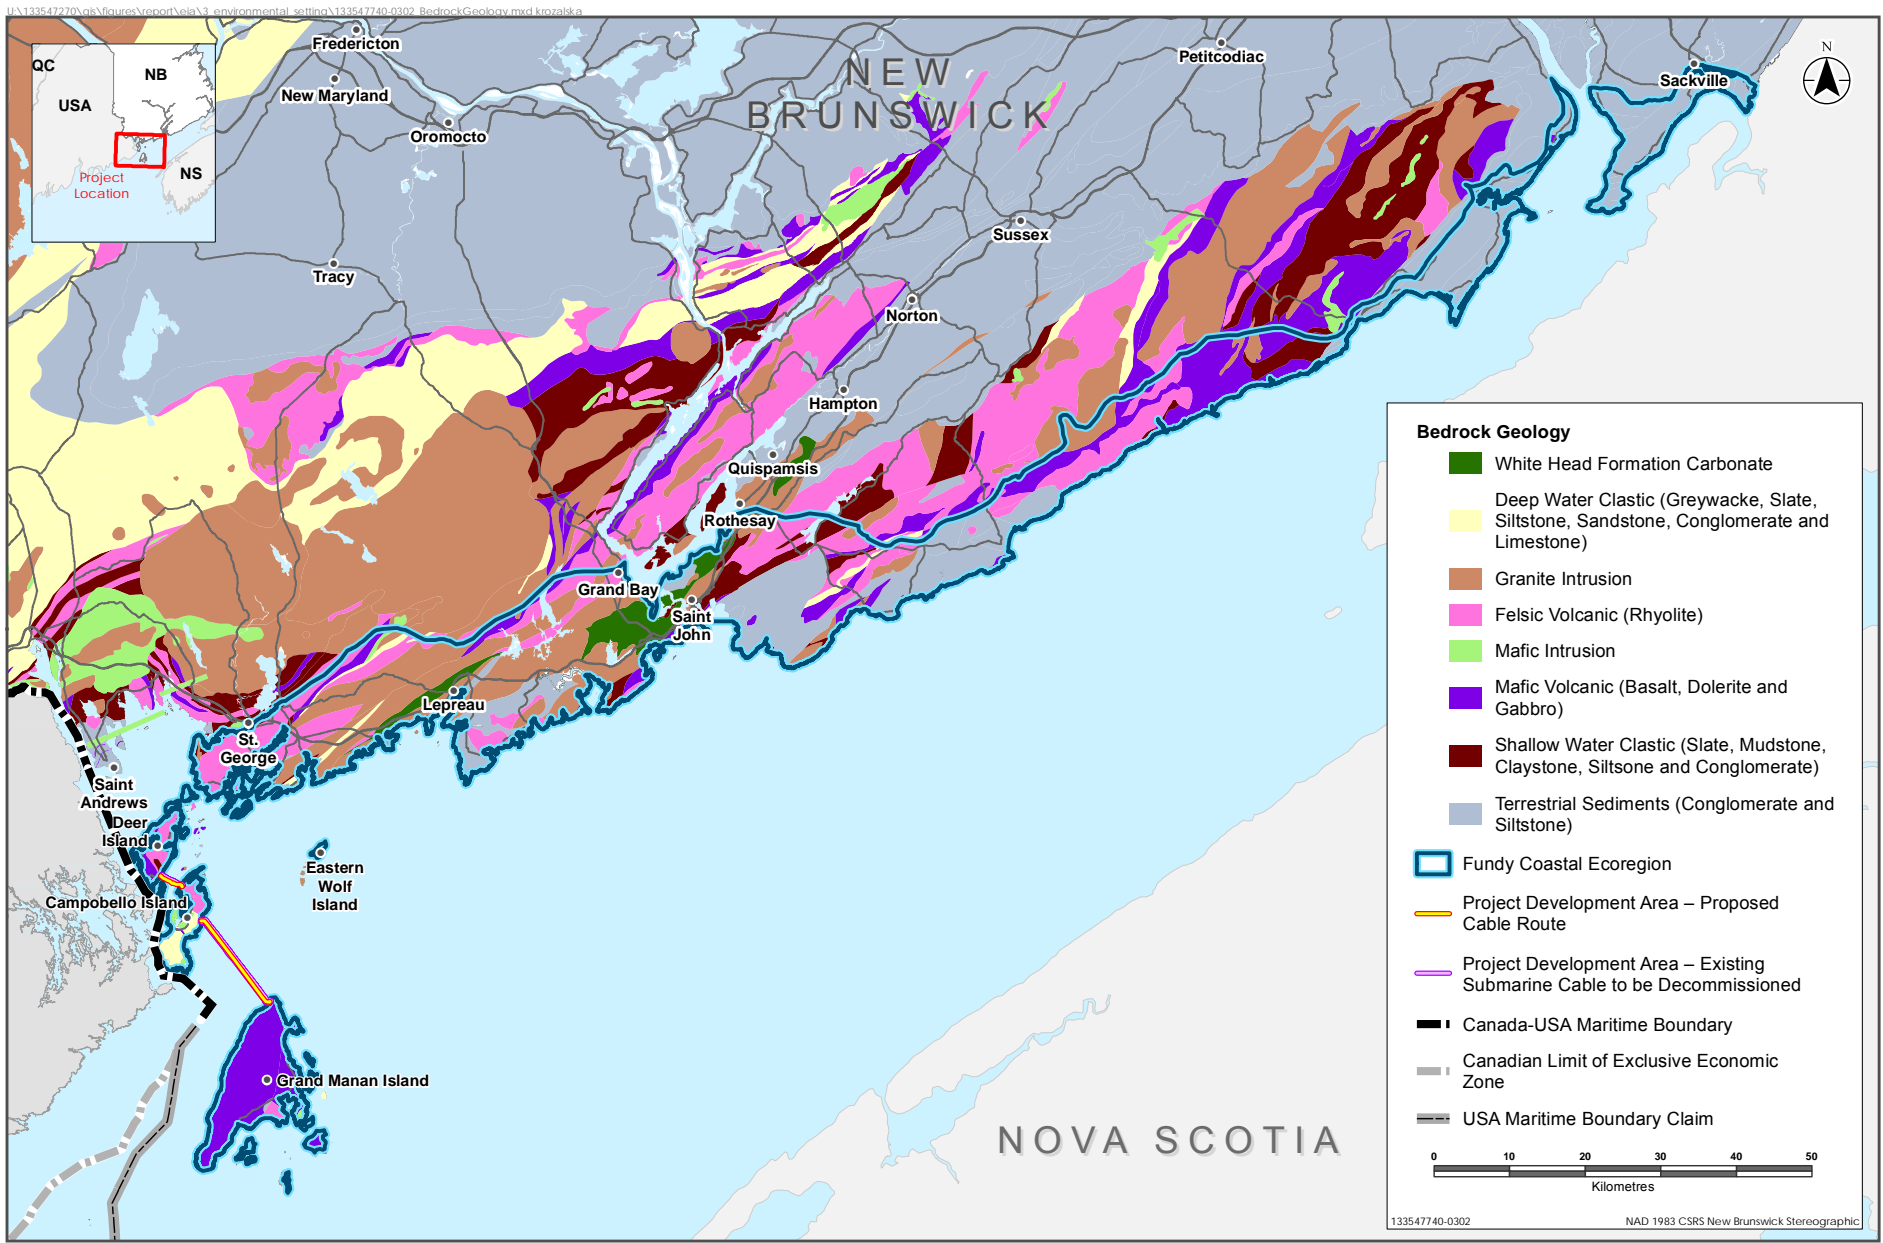 U:\133547270\gis\figures\report\eia\3_environmental_setting\133547740-0302_BedrockGeology.mxd krozalska
QC
NB
USA
NS
Project
Location
N
Fredericton
New Maryland
Oromocto
NEW
BRUNSWICK
Petitcodiac
Sackville
Tracy
Sussex
Norton
Hampton
Quispamsis
Rothesay
Grand Bay
Saint
John
Lepreau
St.
George
Saint
Andrews
Deer
Island
Eastern
Wolf
Island
Campobello Island
Grand Manan Island
NOVA SCOTIA
Bedrock Geology
White Head Formation Carbonate
Deep Water Clastic (Greywacke, Slate,
Siltstone, Sandstone, Conglomerate and
Limestone)
Granite Intrusion
Felsic Volcanic (Rhyolite)
Mafic Intrusion
Mafic Volcanic (Basalt, Dolerite and
Gabbro)
Shallow Water Clastic (Slate, Mudstone,
Claystone, Siltsone and Conglomerate)
Terrestrial Sediments (Conglomerate and
Siltstone)
Fundy Coastal Ecoregion
Project Development Area – Proposed
Cable Route
Project Development Area – Existing
Submarine Cable to be Decommissioned
Canada-USA Maritime Boundary
Canadian Limit of Exclusive Economic
Zone
USA Maritime Boundary Claim
0 10 20 30 40 50
Kilometres
133547740-0302
NAD 1983 CSRS New Brunswick Stereographic